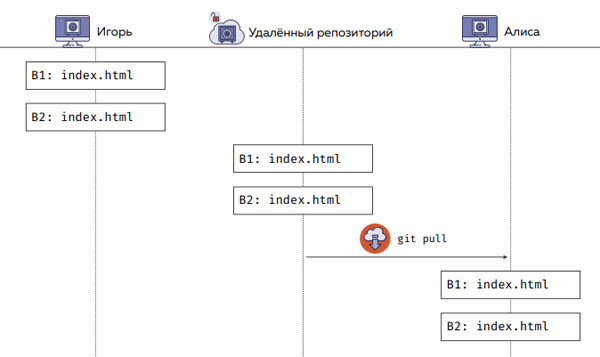 Игорь
Удалённый репозиторий
Алиса
B1: index.html
B2: index.html
B1: index.html
B2: index.html
git pull
B1: index.html
B2: index.html